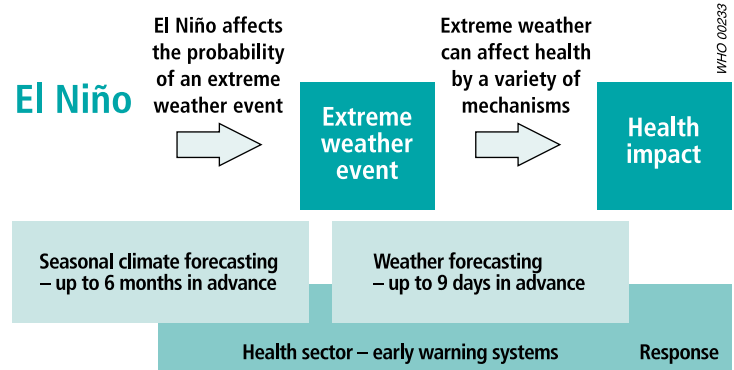 El Niño affects
the probability
of an extreme
weather event
Extreme weather
can affect health
by a variety of
mechanisms
WHO 00233
El Niño
Extreme
weather
event
Health
impact
Seasonal climate forecasting
– up to 6 months in advance
Weather forecasting
– up to 9 days in advance
Health sector – early warning systems
Response